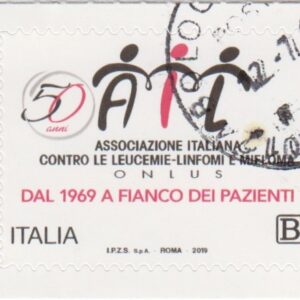 50 anni
AIL
ASSOCIAZIONE ITALIANA
CONTRO LE LEUCEMIE-LINFOMI E MIELOMA
ONLUS
DAL 1969 A FIANCO DEI PAZIENTI
ITALIA B
I.P.Z.S. S.p.A. - ROMA - 2019